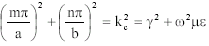 (mπ/a)² + (nπ/b)² = k_c² = γ² + ω²με